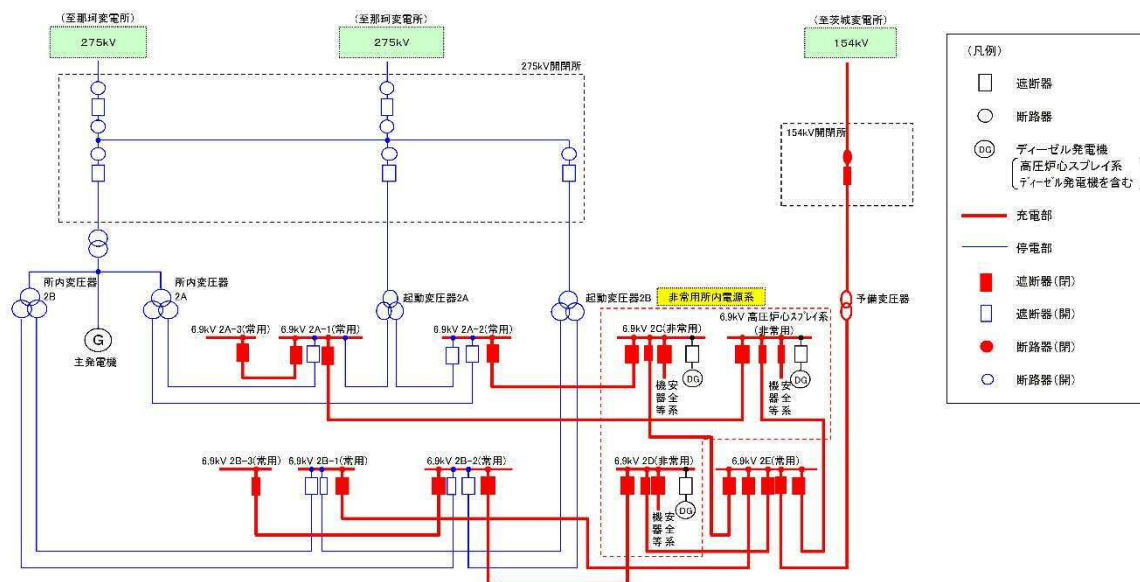 (至那珂変電所)
275kV
(至那珂変電所)
275kV
(至茨城変電所)
154kV
275kV開閉所
154kV開閉所
所内変圧器
2B
所内変圧器
2A
起動変圧器2A
起動変圧器2B
非常用所内電源系
予備変圧器
G
主発電機
6.9kV 2A-3(常用)
6.9kV 2A-1(常用)
6.9kV 2A-2(常用)
6.9kV 2C(非常用)
6.9kV 高圧炉心スプレイ系
(非常用)
DG
安全系
機器等
DG
安全系
機器等
6.9kV 2B-3(常用)
6.9kV 2B-1(常用)
6.9kV 2B-2(常用)
6.9kV 2D(非常用)
6.9kV 2E(常用)
DG
安全系
機器等
(凡例)
遮断器
断路器
DG
ディーゼル発電機
高圧炉心スプレイ系
ディーゼル発電機を含む
充電部
停電部
遮断器(閉)
遮断器(開)
断路器(閉)
断路器(開)